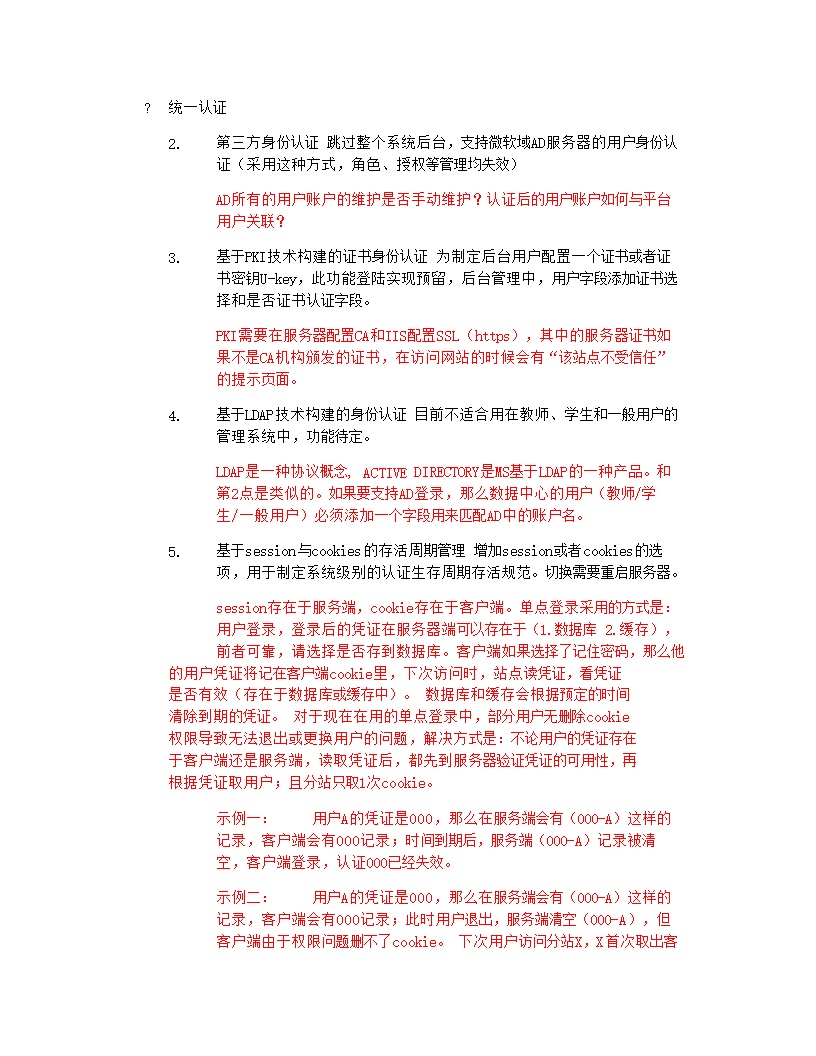 ? 统一认证
2. 第三方身份认证 跳过整个系统后台，支持微软域AD服务器的用户身份认
证（采用这种方式，角色、授权等管理均失效）
AD所有的用户账户的维护是否手动维护？认证后的用户账户如何与平台
用户关联？
3. 基于PKI技术构建的证书身份认证 为制定后台用户配置一个证书或者证
书密钥U-key，此功能登陆实现预留，后台管理中，用户字段添加证书选
择和是否证书认证字段。
PKI需要在服务器配置CA和IIS配置SSL（https），其中的服务器证书如
果不是CA机构颁发的证书，在访问网站的时候会有“该站点不受信任”
的提示页面。
4. 基于LDAP技术构建的身份认证 目前不适合用在教师、学生和一般用户的
管理系统中，功能待定。
LDAP是一种协议概念, ACTIVE DIRECTORY是MS基于LDAP的一种产品。和
第2点是类似的。如果要支持AD登录，那么数据中心的用户（教师/学
生/一般用户）必须添加一个字段用来匹配AD中的账户名。
5. 基于session与cookies的存活周期管理 增加session或者cookies的选
项，用于制定系统级别的认证生存周期存活规范。切换需要重启服务器。
session存在于服务端，cookie存在于客户端。单点登录采用的方式是：
用户登录，登录后的凭证在服务器端可以存在于（1.数据库 2.缓存），
前者可靠，请选择是否存到数据库。客户端如果选择了记住密码，那么他
的用户凭证将记在客户端cookie里，下次访问时，站点读凭证，看凭证
是否有效（存在于数据库或缓存中）。 数据库和缓存会根据预定的时间
清除到期的凭证。 对于现在在用的单点登录中，部分用户无删除cookie
权限导致无法退出或更换用户的问题，解决方式是：不论用户的凭证存在
于客户端还是服务端，读取凭证后，都先到服务器验证凭证的可用性，再
根据凭证取用户；且分站只取1次cookie。
示例一： 用户A的凭证是000，那么在服务端会有（000-A）这样的
记录，客户端会有000记录；时间到期后，服务端（000-A）记录被清
空，客户端登录，认证000已经失效。
示例二： 用户A的凭证是000，那么在服务端会有（000-A）这样的
记录，客户端会有000记录；此时用户退出，服务端清空（000-A），但
客户端由于权限问题删不了cookie。 下次用户访问分站X，X首次取出客